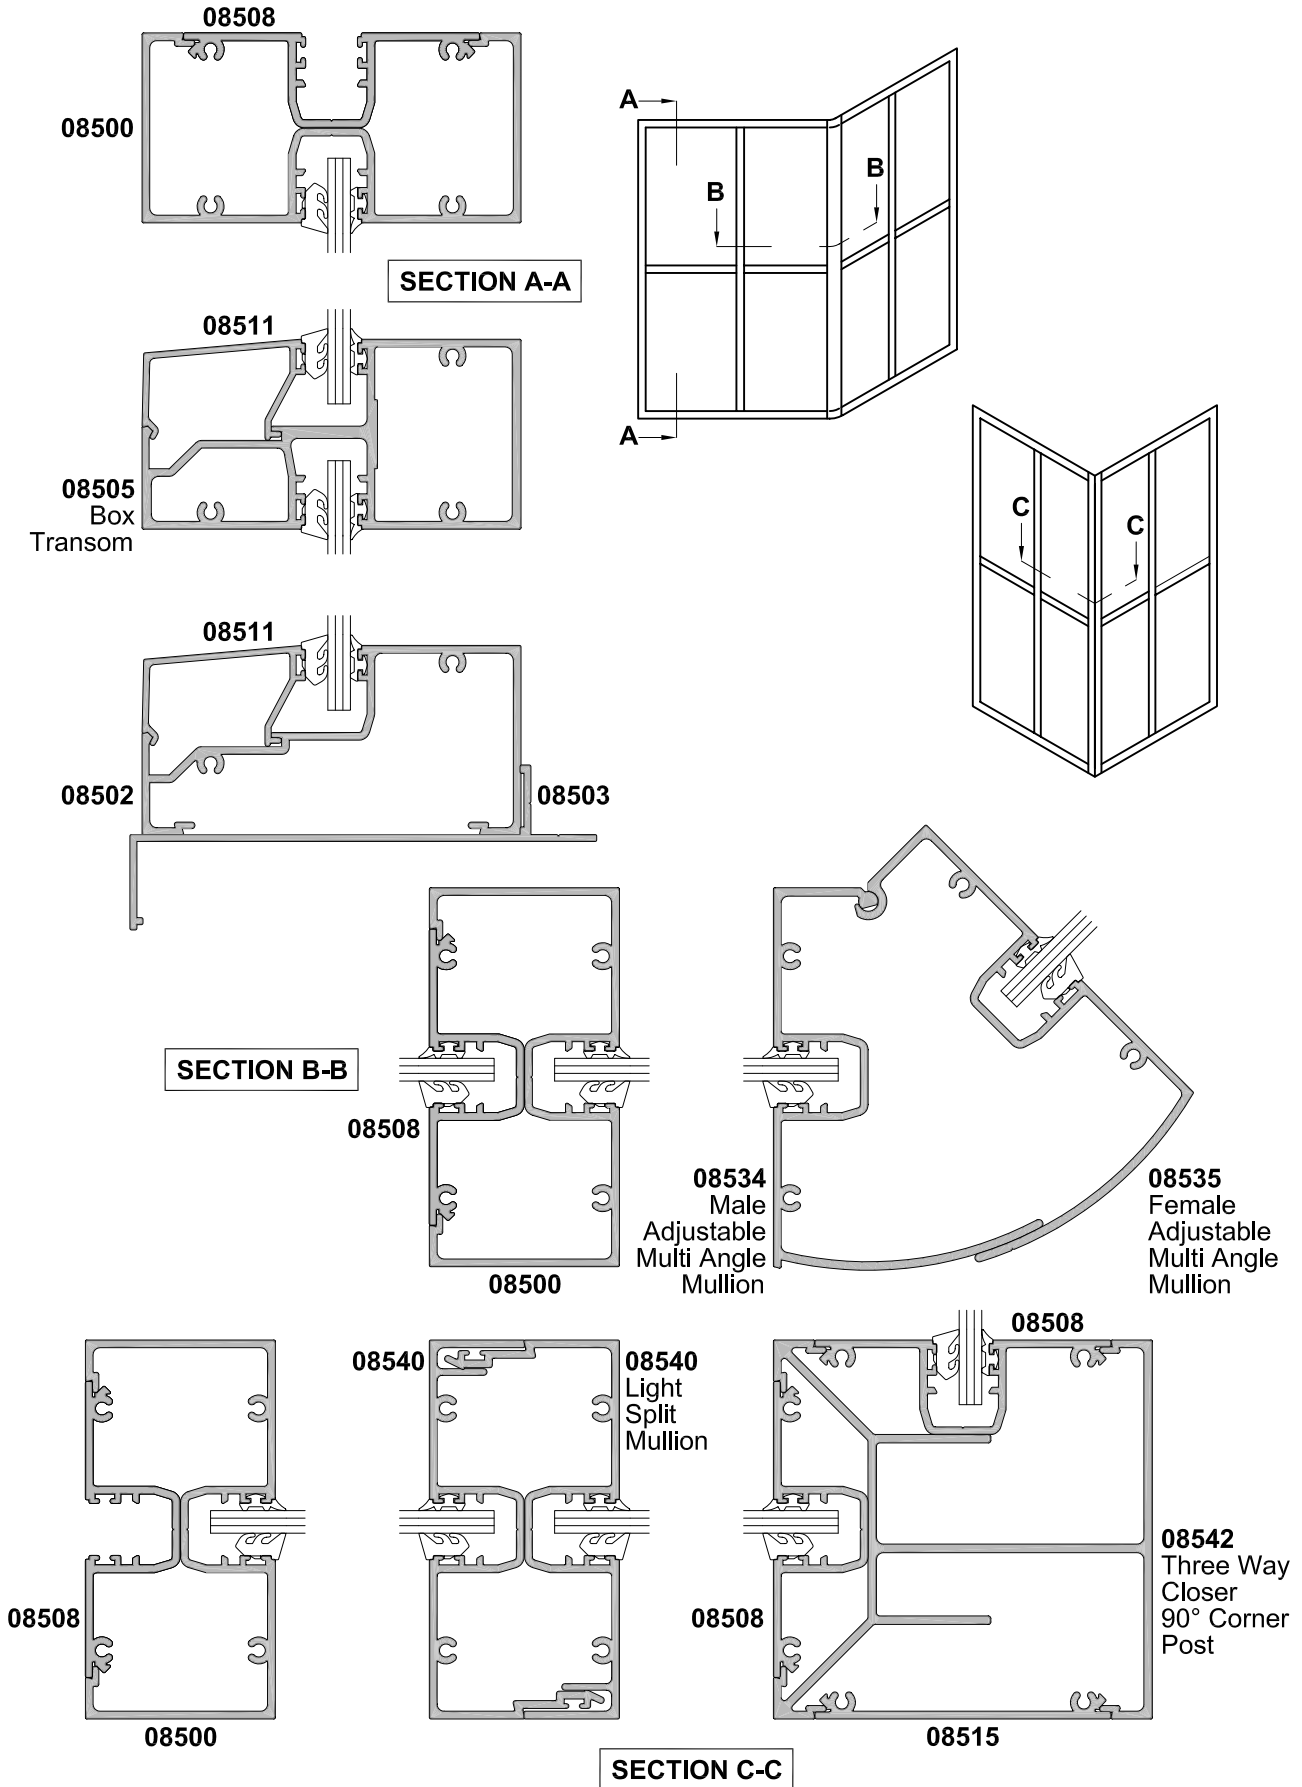 08508
08500
SECTION A-A
A
B
B
A
08511
08505
Box
Transom
C
C
08511
08502
08503
SECTION B-B
08508
08500
08534
Male
Adjustable
Multi Angle
Mullion
08535
Female
Adjustable
Multi Angle
Mullion
08508
08500
08540
08540
Light
Split
Mullion
08508
08508
08542
Three Way
Closer
90° Corner
Post
08515
SECTION C-C